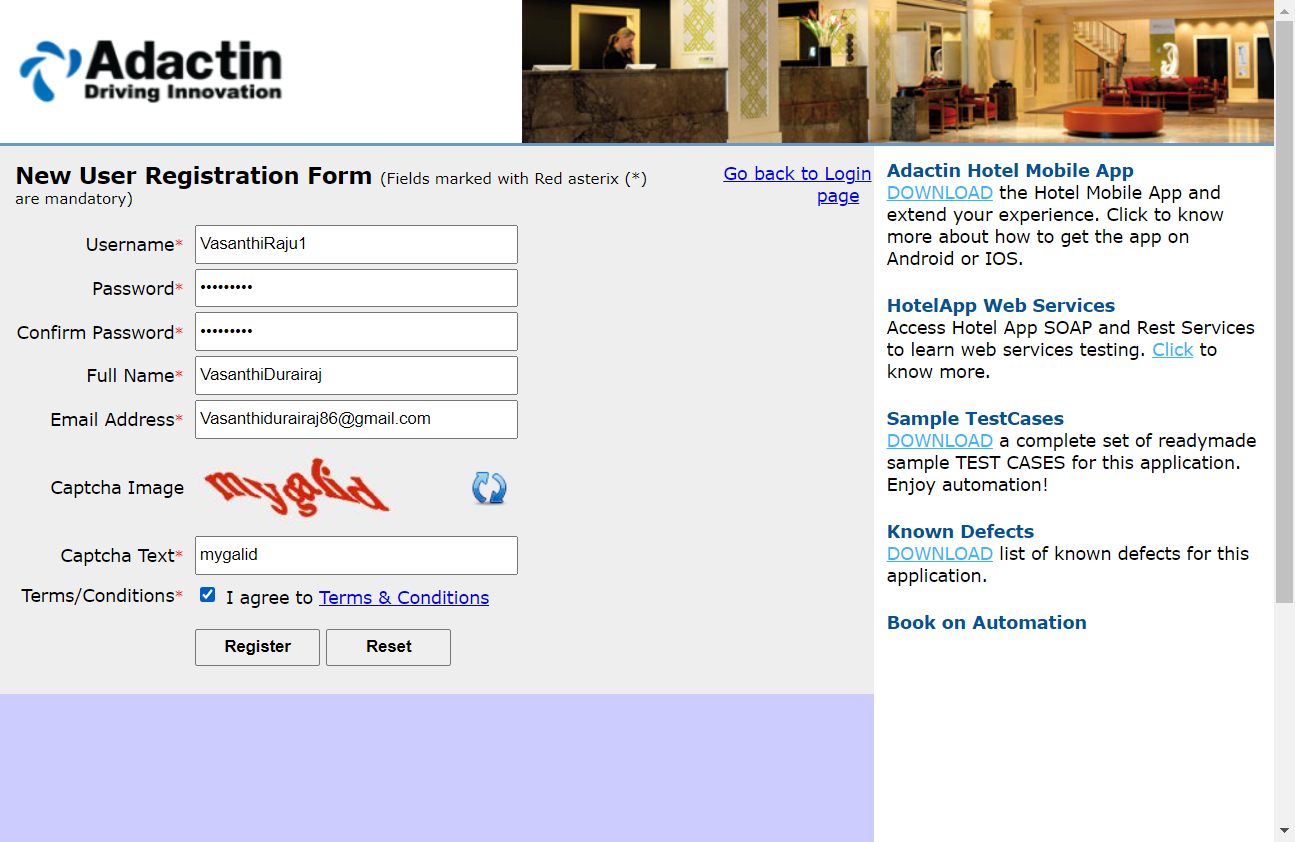 Adactin
Driving Innovation
New User Registration Form (Fields marked with Red asterix (*)
are mandatory)
Go back to Login
page
Username*
VasanthiRaju1
Password*
•••••••••
Confirm Password*
•••••••••
Full Name*
VasanthiDurairaj
Email Address*
Vasanthidurairaj86@gmail.com
Captcha Image
mygalid
Captcha Text*
mygalid
Terms/Conditions*
I agree to Terms & Conditions
Register
Reset
Adactin Hotel Mobile App
DOWNLOAD the Hotel Mobile App and
extend your experience. Click to know
more about how to get the app on
Android or IOS.
HotelApp Web Services
Access Hotel App SOAP and Rest Services
to learn web services testing. Click to
know more.
Sample TestCases
DOWNLOAD a complete set of readymade
sample TEST CASES for this application.
Enjoy automation!
Known Defects
DOWNLOAD list of known defects for this
application.
Book on Automation